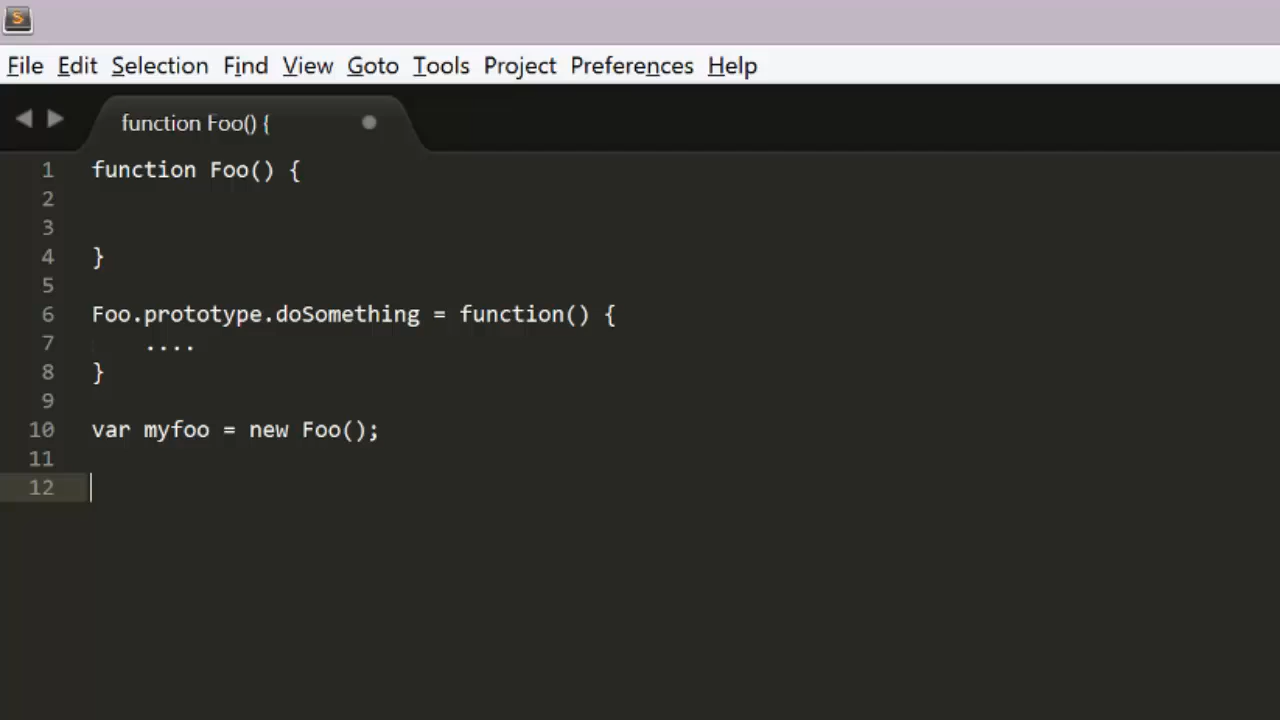 S
File Edit Selection Find View Goto Tools Project Preferences Help
function Foo() {
1 function Foo() {
2
3
4 }
5
6 Foo.prototype.doSomething = function() {
7     ....
8 }
9
10 var myfoo = new Foo();
11
12